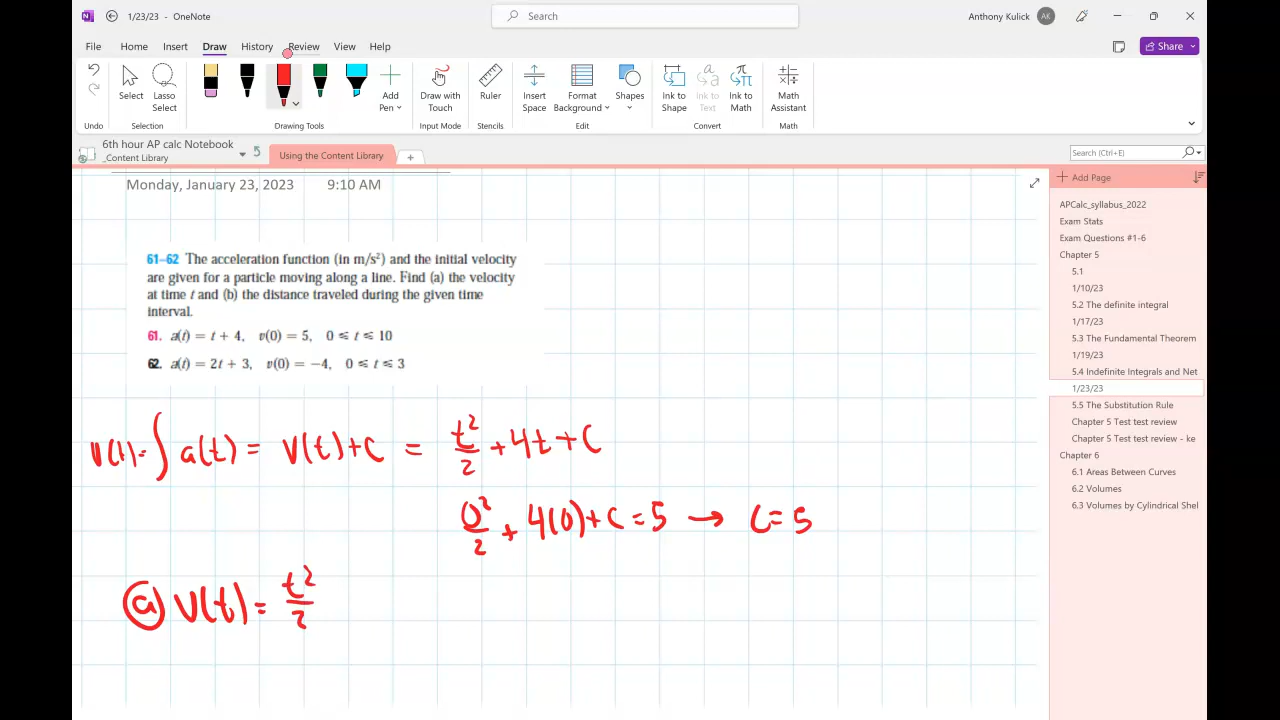 1/23/23 - OneNote
Search
Anthony Kulick
AK
File Home Insert Draw History Review View Help
Share
Undo
Select
Lasso Select
Selection
Add Pen
Drawing Tools
Draw with Touch
Input Mode
Ruler
Stencils
Insert Space
Format Background
Shapes
Edit
Ink to Shape
Ink to Text
Ink to Math
Convert
Math Assistant
Math
6th hour AP calc Notebook
_Content Library
Using the Content Library
+
Search (Ctrl+E)
Monday, January 23, 2023 9:10 AM
61–62 The acceleration function (in m/s²) and the initial velocity
are given for a particle moving along a line. Find (a) the velocity
at time t and (b) the distance traveled during the given time
interval.
61. a(t) = t + 4, v(0) = 5, 0 ≤ t ≤ 10
62. a(t) = 2t + 3, v(0) = −4, 0 ≤ t ≤ 3
v(t) = ∫ a(t) = v(t) + C = t²/2 + 4t + C
0²/2 + 4(0) + C = 5 → C = 5
(a) v(t) = t²/2
Add Page
APCalc_syllabus_2022
Exam Stats
Exam Questions #1-6
Chapter 5
5.1
1/10/23
5.2 The definite integral
1/17/23
5.3 The Fundamental Theorem
1/19/23
5.4 Indefinite Integrals and Net
1/23/23
5.5 The Substitution Rule
Chapter 5 Test test review
Chapter 5 Test test review - ke
Chapter 6
6.1 Areas Between Curves
6.2 Volumes
6.3 Volumes by Cylindrical Shel